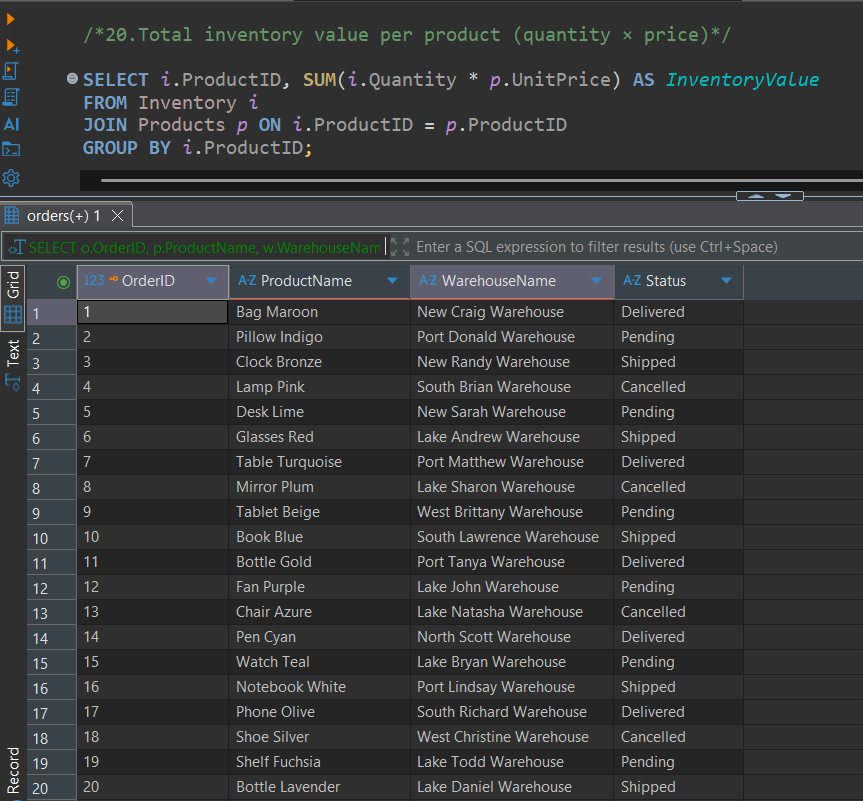 /*20.Total inventory value per product (quantity × price)*/
SELECT i.ProductID, SUM(i.Quantity * p.UnitPrice) AS InventoryValue
FROM Inventory i
JOIN Products p ON i.ProductID = p.ProductID
GROUP BY i.ProductID;
AI
orders(+) 1
SELECT o.OrderID, p.ProductName, w.WarehouseNam Enter a SQL expression to filter results (use Ctrl+Space)
Grid
Text
Record
123 OrderID A-Z ProductName A-Z WarehouseName A-Z Status
1 1 Bag Maroon New Craig Warehouse Delivered
2 2 Pillow Indigo Port Donald Warehouse Pending
3 3 Clock Bronze New Randy Warehouse Shipped
4 4 Lamp Pink South Brian Warehouse Cancelled
5 5 Desk Lime New Sarah Warehouse Pending
6 6 Glasses Red Lake Andrew Warehouse Shipped
7 7 Table Turquoise Port Matthew Warehouse Delivered
8 8 Mirror Plum Lake Sharon Warehouse Cancelled
9 9 Tablet Beige West Brittany Warehouse Pending
10 10 Book Blue South Lawrence Warehouse Shipped
11 11 Bottle Gold Port Tanya Warehouse Delivered
12 12 Fan Purple Lake John Warehouse Pending
13 13 Chair Azure Lake Natasha Warehouse Cancelled
14 14 Pen Cyan North Scott Warehouse Delivered
15 15 Watch Teal Lake Bryan Warehouse Pending
16 16 Notebook White Port Lindsay Warehouse Shipped
17 17 Phone Olive South Richard Warehouse Delivered
18 18 Shoe Silver West Christine Warehouse Cancelled
19 19 Shelf Fuchsia Lake Todd Warehouse Pending
20 20 Bottle Lavender Lake Daniel Warehouse Shipped